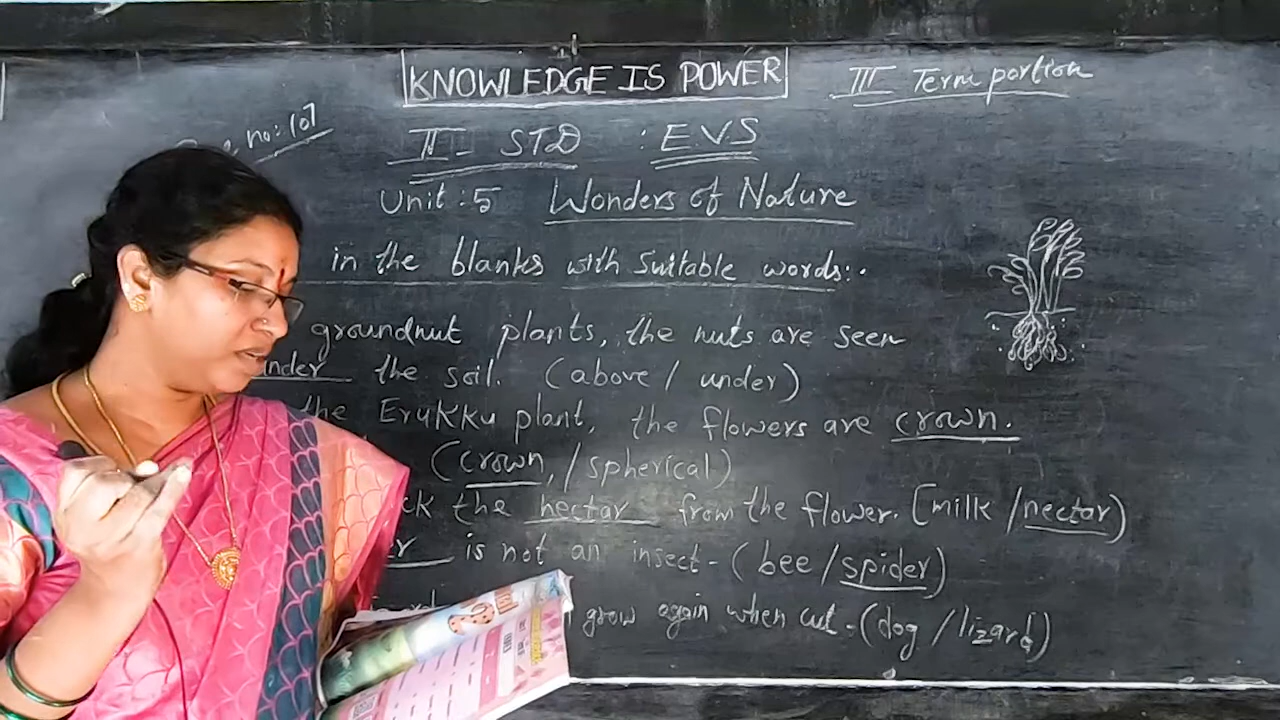 KNOWLEDGE IS POWER
III Term portion
no: 107
II - STD : EVS
Unit : 5 Wonders of Nature
in the blanks with suitable words:.
groundnut plants, the nuts are seen
under the soil. (above / under)
the Erukku plant, the flowers are crown.
(crown, / spherical)
the nectar from the flower. [milk / nectar)
is not an insect - (bee / spider)
grow again when cut - (dog / lizard)